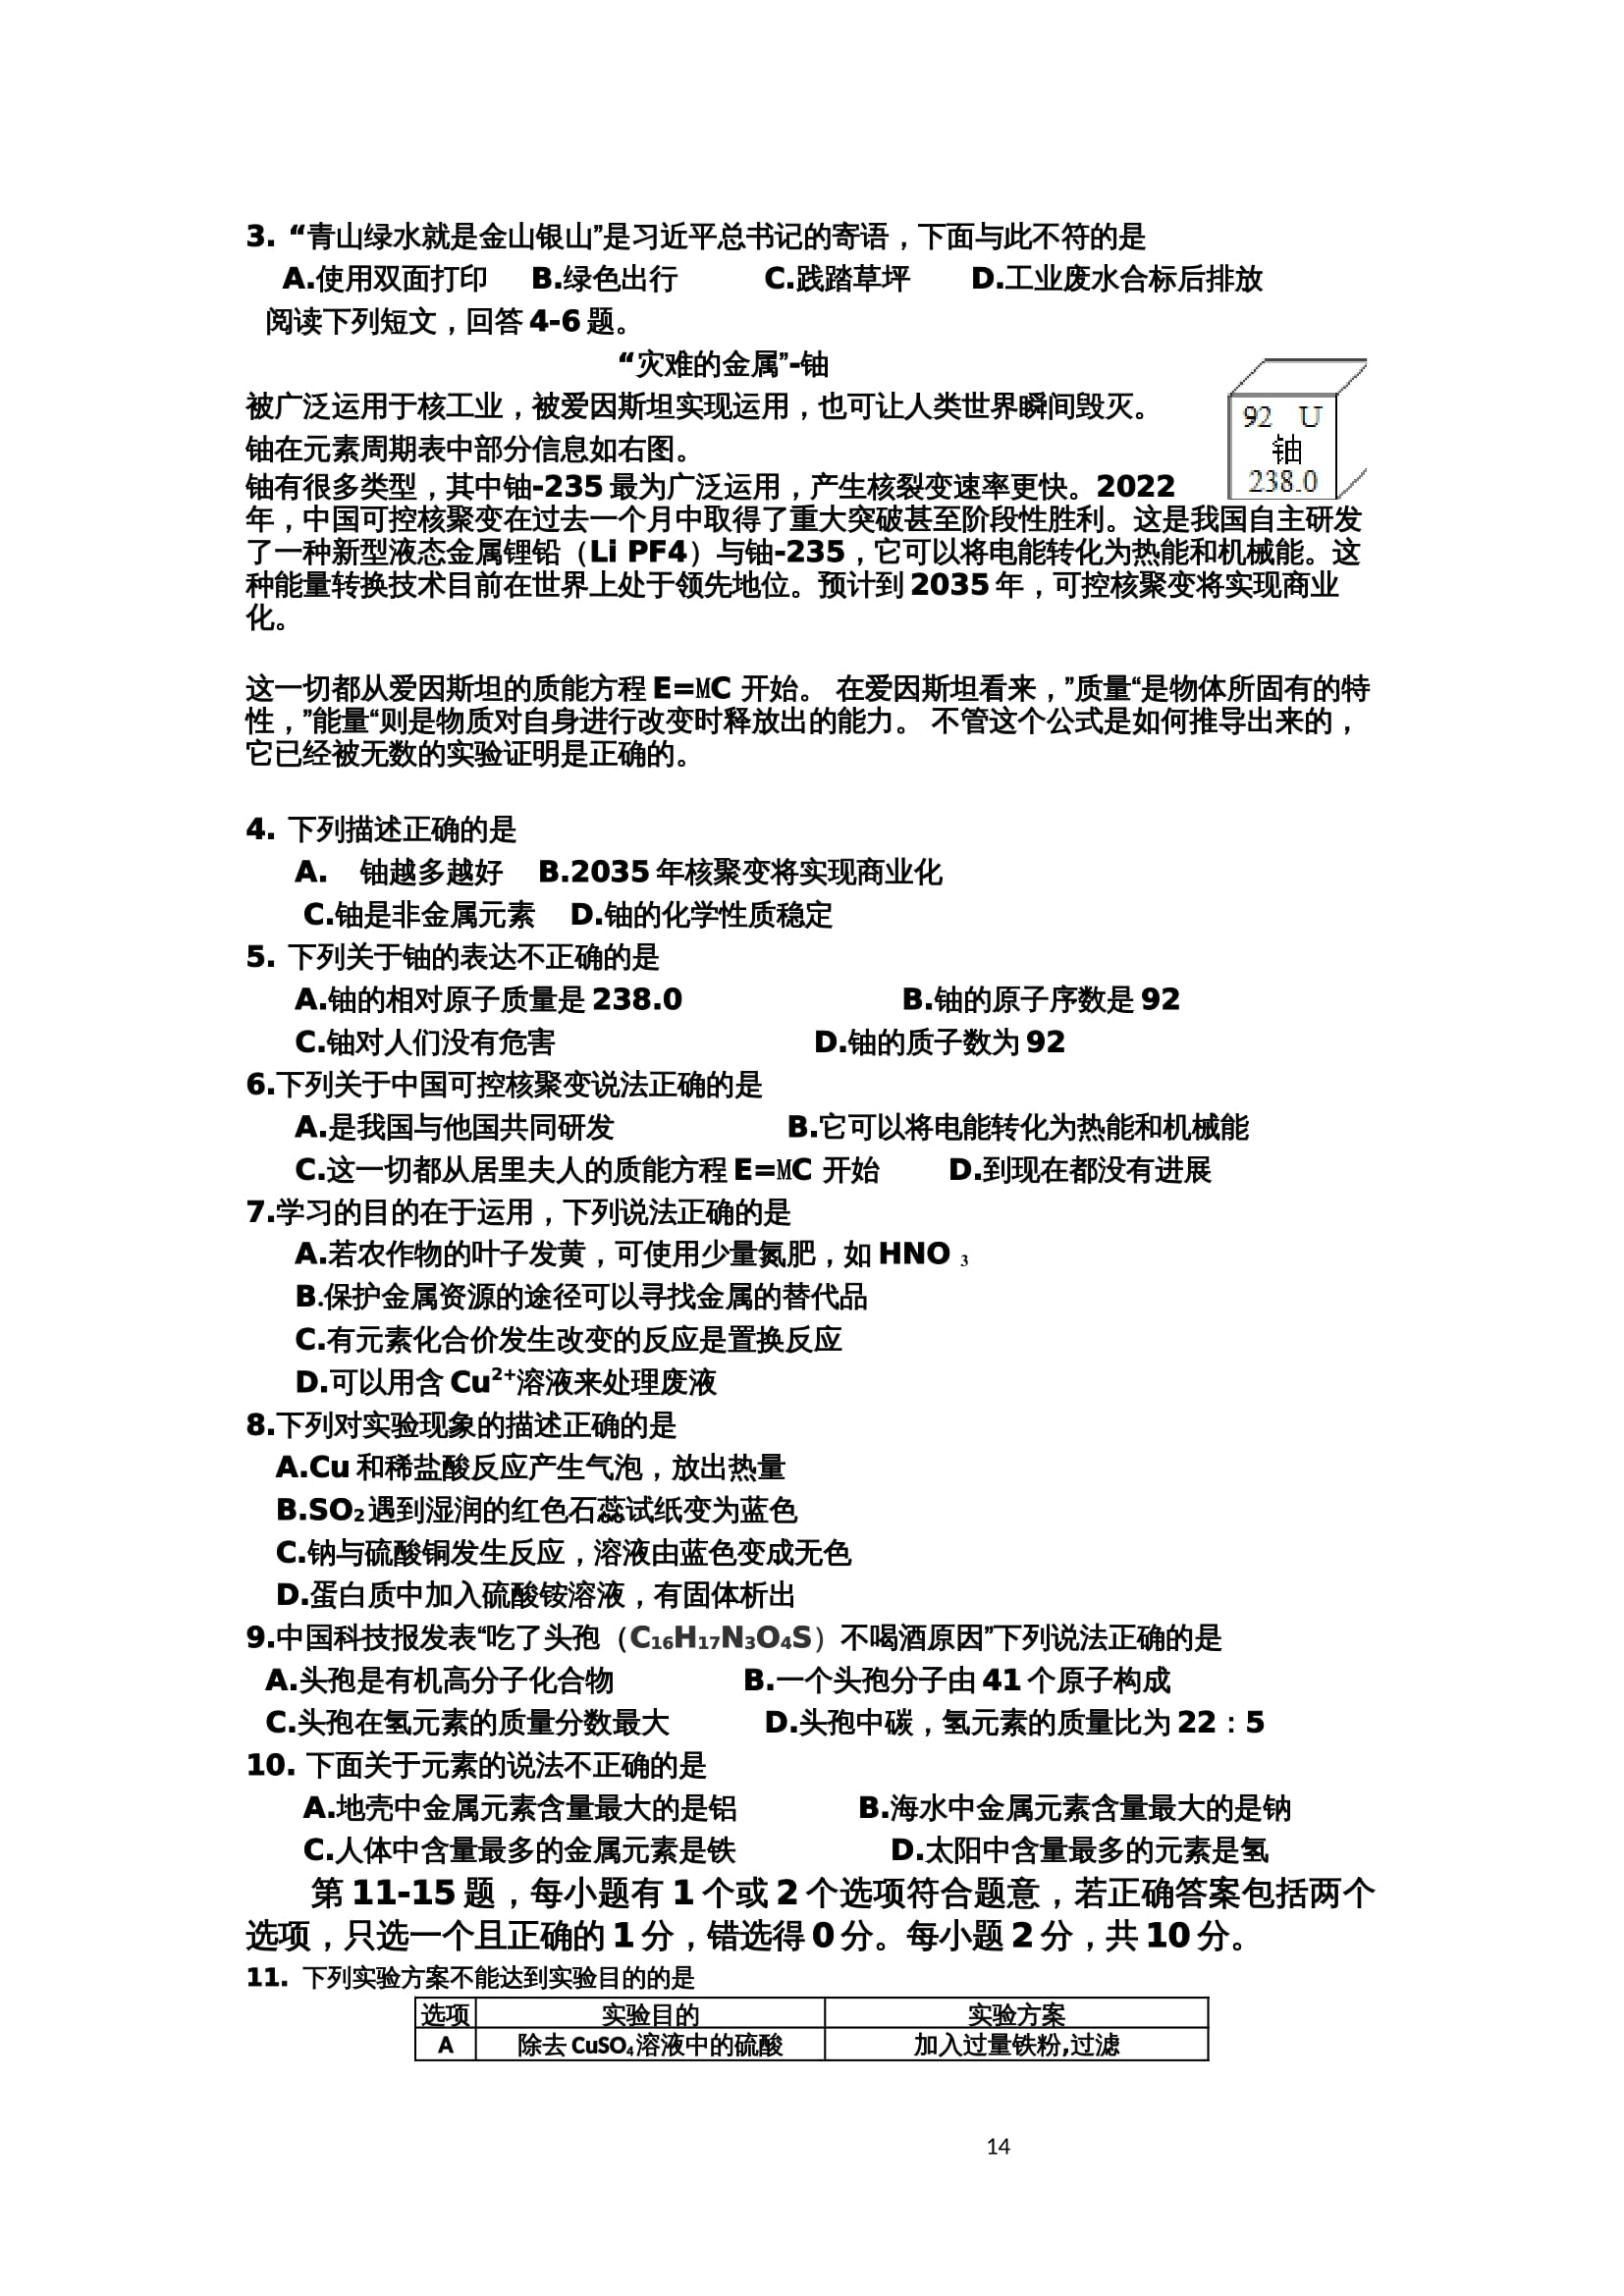 3. “青山绿水就是金山银山”是习近平总书记的寄语，下面与此不符的是
A.使用双面打印 B.绿色出行 C.践踏草坪 D.工业废水合标后排放
阅读下列短文，回答 4-6 题。
“灾难的金属”-铀
被广泛运用于核工业，被爱因斯坦实现运用，也可让人类世界瞬间毁灭。
铀在元素周期表中部分信息如右图。
92 U
铀
238.0
铀有很多类型，其中铀-235 最为广泛运用，产生核裂变速率更快。2022
年，中国可控核聚变在过去一个月中取得了重大突破甚至阶段性胜利。这是我国自主研发
了一种新型液态金属锂铅（Li PF4）与铀-235，它可以将电能转化为热能和机械能。这
种能量转换技术目前在世界上处于领先地位。预计到 2035 年，可控核聚变将实现商业
化。
这一切都从爱因斯坦的质能方程 E=MC 开始。 在爱因斯坦看来，”质量“是物体所固有的特
性，”能量“则是物质对自身进行改变时释放出的能力。 不管这个公式是如何推导出来的，
它已经被无数的实验证明是正确的。
4. 下列描述正确的是
A. 铀越多越好 B.2035 年核聚变将实现商业化
C.铀是非金属元素 D.铀的化学性质稳定
5. 下列关于铀的表达不正确的是
A.铀的相对原子质量是 238.0 B.铀的原子序数是 92
C.铀对人们没有危害 D.铀的质子数为 92
6.下列关于中国可控核聚变说法正确的是
A.是我国与他国共同研发 B.它可以将电能转化为热能和机械能
C.这一切都从居里夫人的质能方程 E=MC 开始 D.到现在都没有进展
7.学习的目的在于运用，下列说法正确的是
A.若农作物的叶子发黄，可使用少量氮肥，如 HNO ₃
B.保护金属资源的途径可以寻找金属的替代品
C.有元素化合价发生改变的反应是置换反应
D.可以用含 Cu²⁺溶液来处理废液
8.下列对实验现象的描述正确的是
A.Cu 和稀盐酸反应产生气泡，放出热量
B.SO₂遇到湿润的红色石蕊试纸变为蓝色
C.钠与硫酸铜发生反应，溶液由蓝色变成无色
D.蛋白质中加入硫酸铵溶液，有固体析出
9.中国科技报发表“吃了头孢（C₁₆H₁₇N₃O₄S）不喝酒原因”下列说法正确的是
A.头孢是有机高分子化合物 B.一个头孢分子由 41 个原子构成
C.头孢在氢元素的质量分数最大 D.头孢中碳，氢元素的质量比为 22：5
10. 下面关于元素的说法不正确的是
A.地壳中金属元素含量最大的是铝 B.海水中金属元素含量最大的是钠
C.人体中含量最多的金属元素是铁 D.太阳中含量最多的元素是氢
第 11-15 题，每小题有 1 个或 2 个选项符合题意，若正确答案包括两个
选项，只选一个且正确的 1 分，错选得 0 分。每小题 2 分，共 10 分。
11. 下列实验方案不能达到实验目的的是
选项 实验目的 实验方案
A 除去 CuSO₄溶液中的硫酸 加入过量铁粉,过滤
14